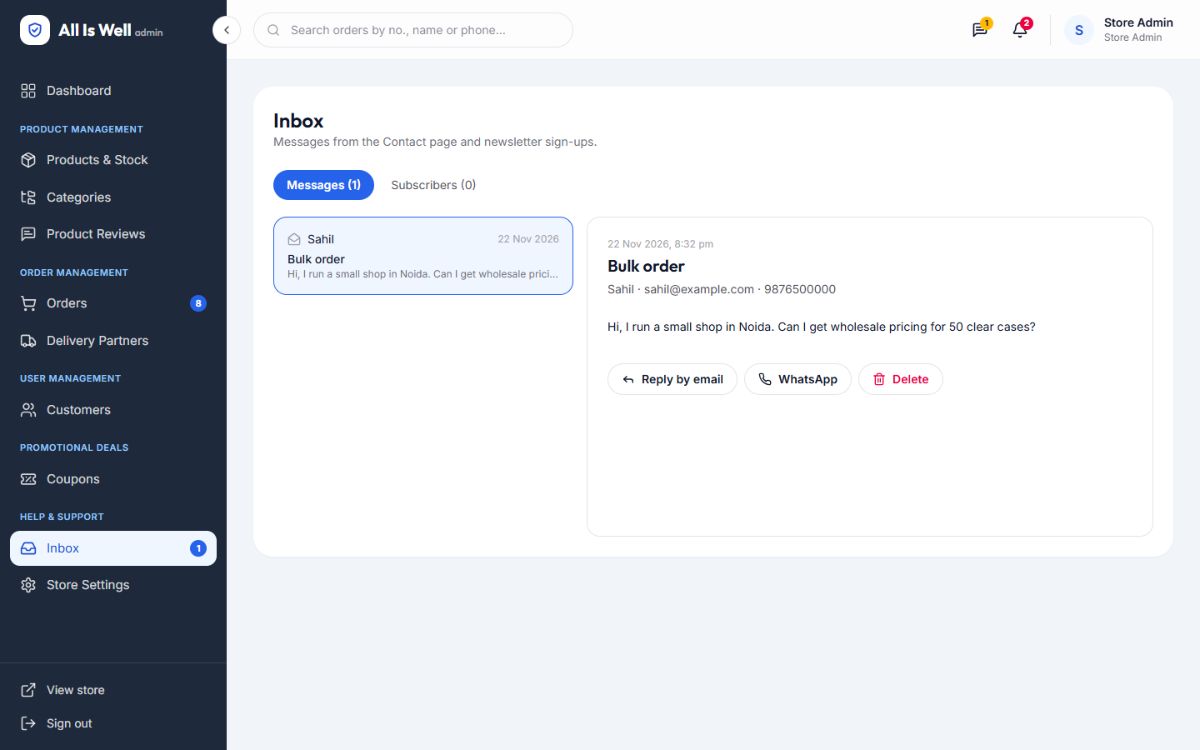 All Is Well admin
Search orders by no., name or phone...
1
2
S
Store Admin
Store Admin
Dashboard
PRODUCT MANAGEMENT
Products & Stock
Categories
Product Reviews
ORDER MANAGEMENT
Orders 8
Delivery Partners
USER MANAGEMENT
Customers
PROMOTIONAL DEALS
Coupons
HELP & SUPPORT
Inbox 1
Store Settings
View store
Sign out
Inbox
Messages from the Contact page and newsletter sign-ups.
Messages (1) Subscribers (0)
Sahil 22 Nov 2026
Bulk order
Hi, I run a small shop in Noida. Can I get wholesale prici...
22 Nov 2026, 8:32 pm
Bulk order
Sahil · sahil@example.com · 9876500000
Hi, I run a small shop in Noida. Can I get wholesale pricing for 50 clear cases?
Reply by email WhatsApp Delete